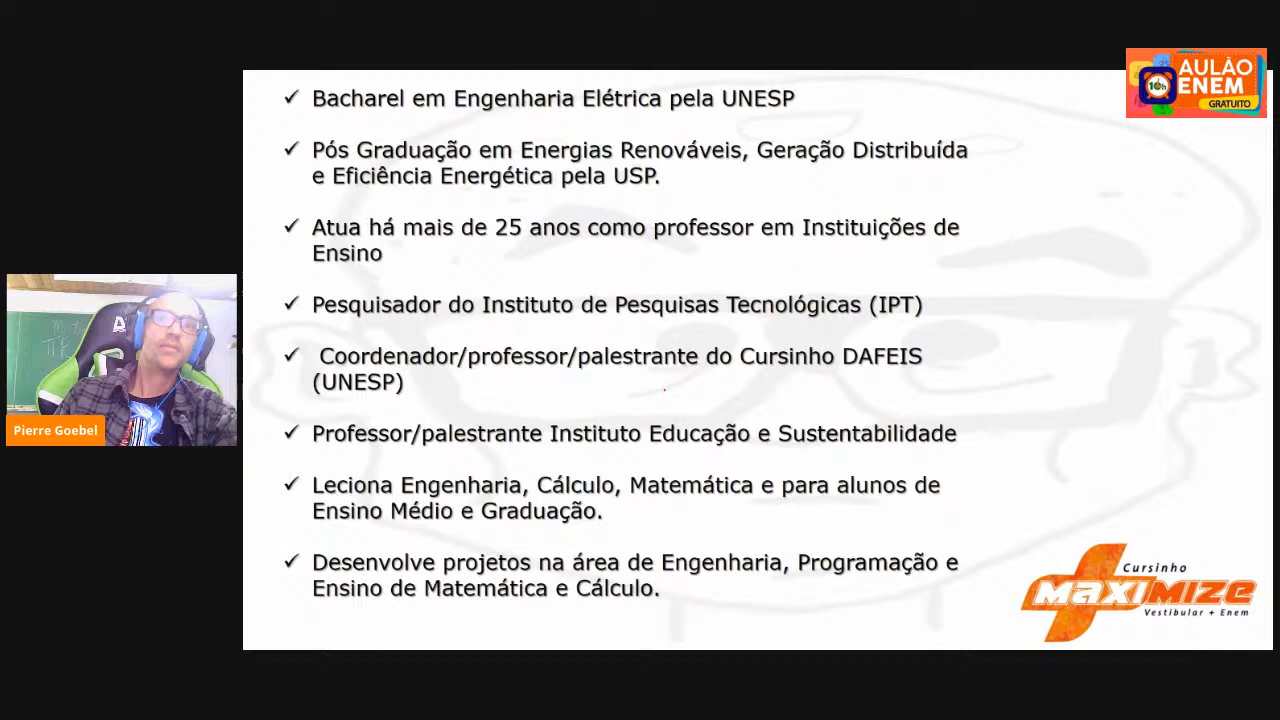 AULÃO
ENEM
10h
GRATUITO
✓ Bacharel em Engenharia Elétrica pela UNESP
✓ Pós Graduação em Energias Renováveis, Geração Distribuída
e Eficiência Energética pela USP.
✓ Atua há mais de 25 anos como professor em Instituições de
Ensino
✓ Pesquisador do Instituto de Pesquisas Tecnológicas (IPT)
✓ Coordenador/professor/palestrante do Cursinho DAFEIS
(UNESP)
✓ Professor/palestrante Instituto Educação e Sustentabilidade
✓ Leciona Engenharia, Cálculo, Matemática e para alunos de
Ensino Médio e Graduação.
✓ Desenvolve projetos na área de Engenharia, Programação e
Ensino de Matemática e Cálculo.
Pierre Goebel
Cursinho
MAXIMIZE
Vestibular + Enem